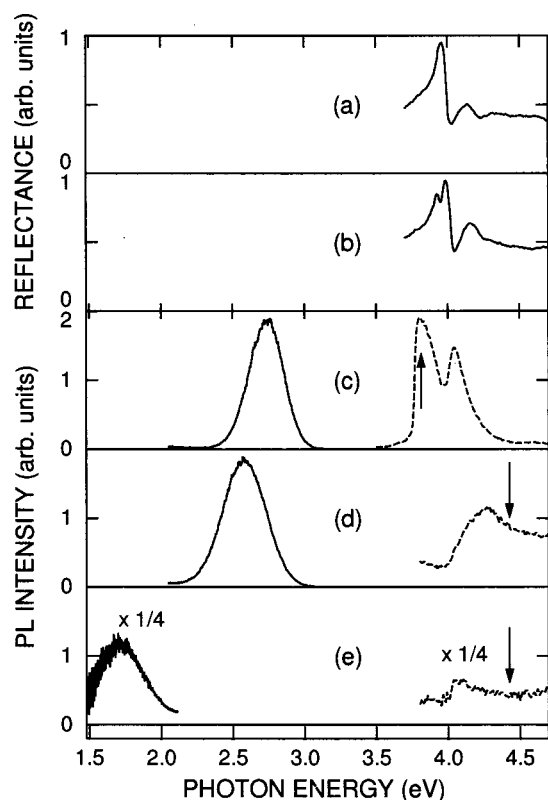 REFLECTANCE (arb. units)
1
0
(a)
1
0
(b)
PL INTENSITY (arb. units)
2
1
0
(c)
1
0
(d)
1
0
x 1/4
x 1/4
(e)
1.5 2.0 2.5 3.0 3.5 4.0 4.5
PHOTON ENERGY (eV)